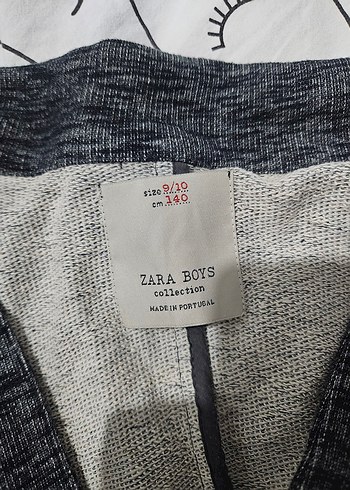 size 9/10
cm 140
ZARA BOYS
collection
MADE IN PORTUGAL